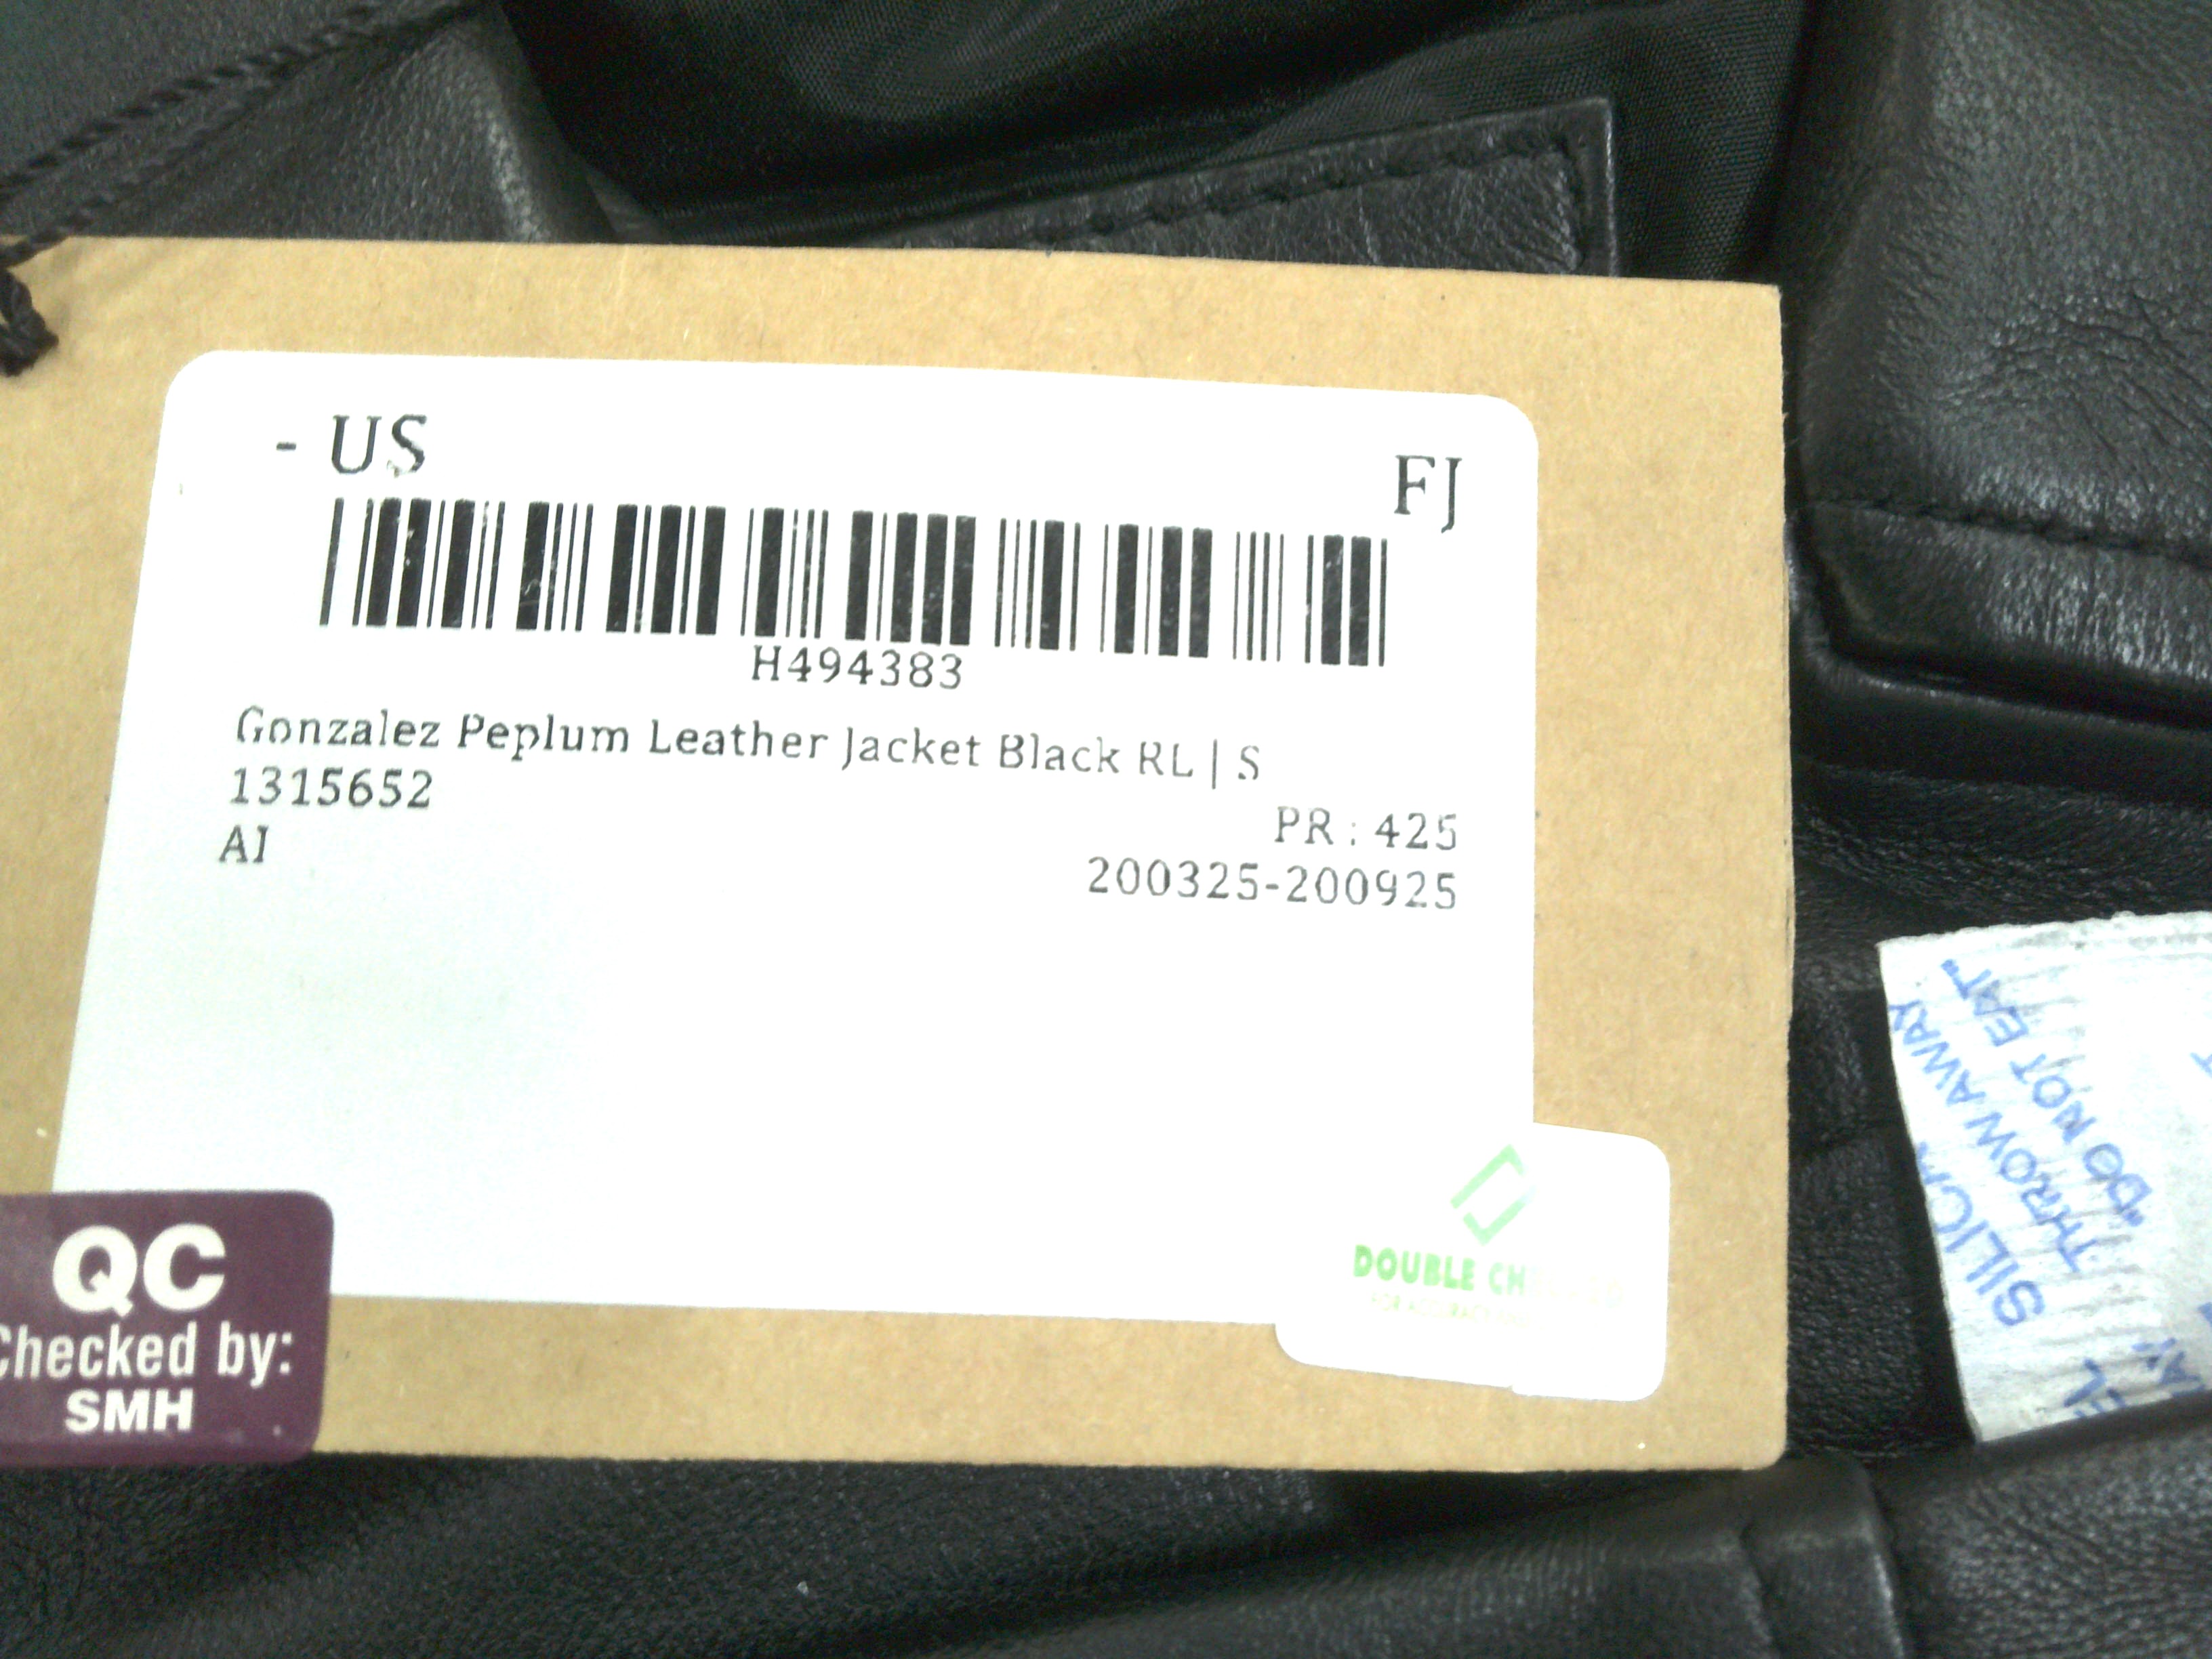 - US FJ
H494383
Gonzalez Peplum Leather Jacket Black RL | S
1315652
PR : 425
AI
200325-200925
QC
Checked by:
SMH
DOUBLE
SILICA
THROW AWAY
"DO NOT EAT"